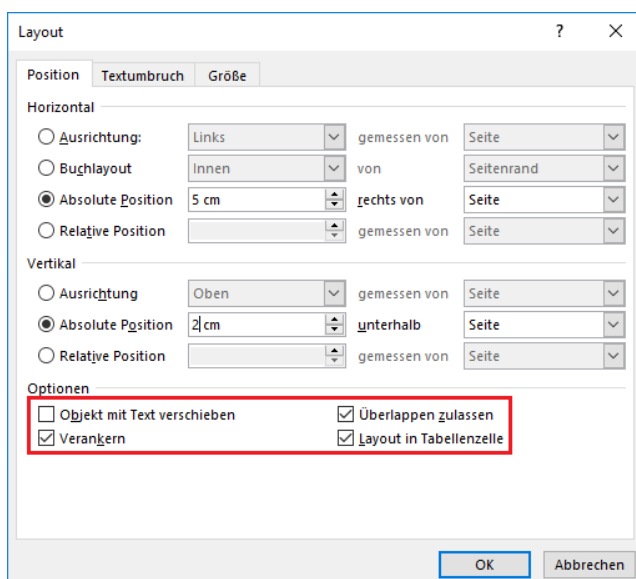 Layout ?
Position Textumbruch Größe
Horizontal
Ausrichtung: Links gemessen von Seite
Buchlayout Innen von Seitenrand
Absolute Position 5 cm rechts von Seite
Relative Position gemessen von Seite
Vertikal
Ausrichtung Oben gemessen von Seite
Absolute Position 2 cm unterhalb Seite
Relative Position gemessen von Seite
Optionen
Objekt mit Text verschieben Überlappen zulassen
Verankern Layout in Tabellenzelle
OK Abbrechen